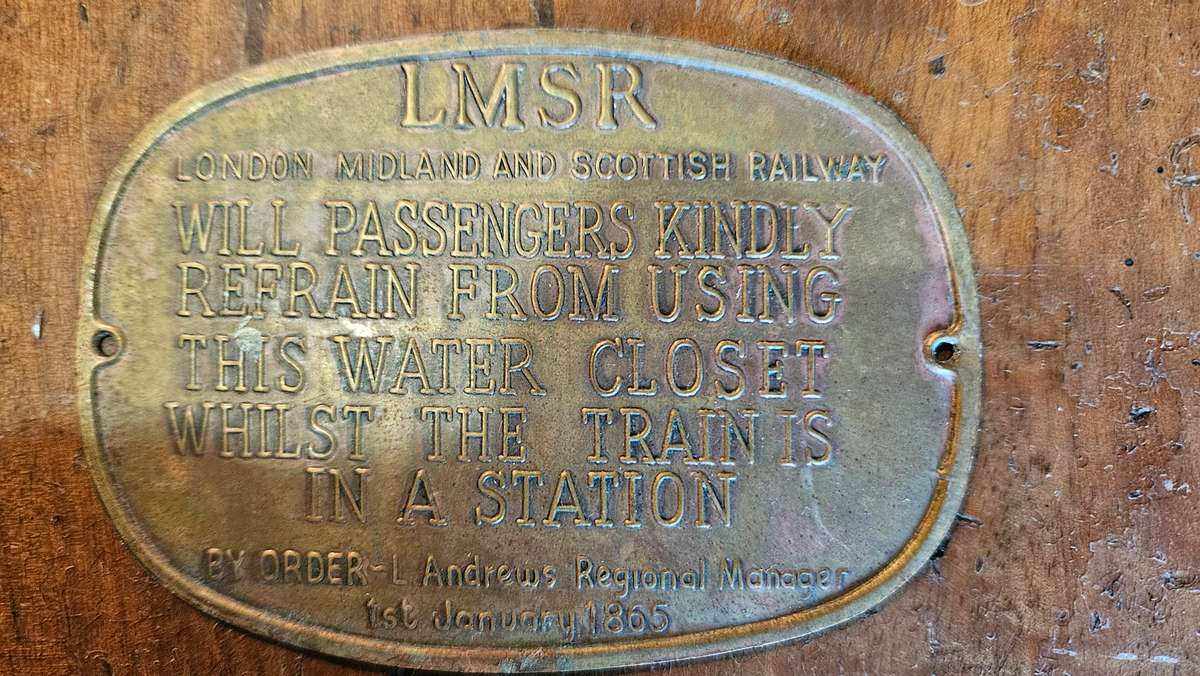 LMSR
LONDON MIDLAND AND SCOTTISH RAILWAY
WILL PASSENGERS KINDLY
REFRAIN FROM USING
THIS WATER CLOSET
WHILST THE TRAIN IS
IN A STATION
BY ORDER-L Andrews Regional Manager
1st January 1865